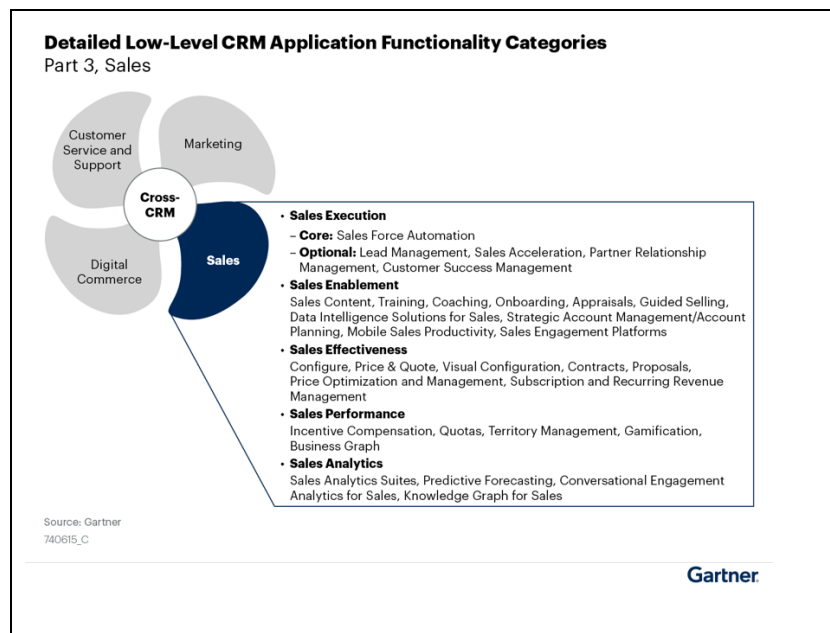 Detailed Low-Level CRM Application Functionality Categories
Part 3, Sales
Customer
Service and
Support
Marketing
Cross-
CRM
Digital
Commerce
Sales
• Sales Execution
– Core: Sales Force Automation
– Optional: Lead Management, Sales Acceleration, Partner Relationship
Management, Customer Success Management
• Sales Enablement
Sales Content, Training, Coaching, Onboarding, Appraisals, Guided Selling,
Data Intelligence Solutions for Sales, Strategic Account Management/Account
Planning, Mobile Sales Productivity, Sales Engagement Platforms
• Sales Effectiveness
Configure, Price & Quote, Visual Configuration, Contracts, Proposals,
Price Optimization and Management, Subscription and Recurring Revenue
Management
• Sales Performance
Incentive Compensation, Quotas, Territory Management, Gamification,
Business Graph
• Sales Analytics
Sales Analytics Suites, Predictive Forecasting, Conversational Engagement
Analytics for Sales, Knowledge Graph for Sales
Source: Gartner
740615_C
Gartner